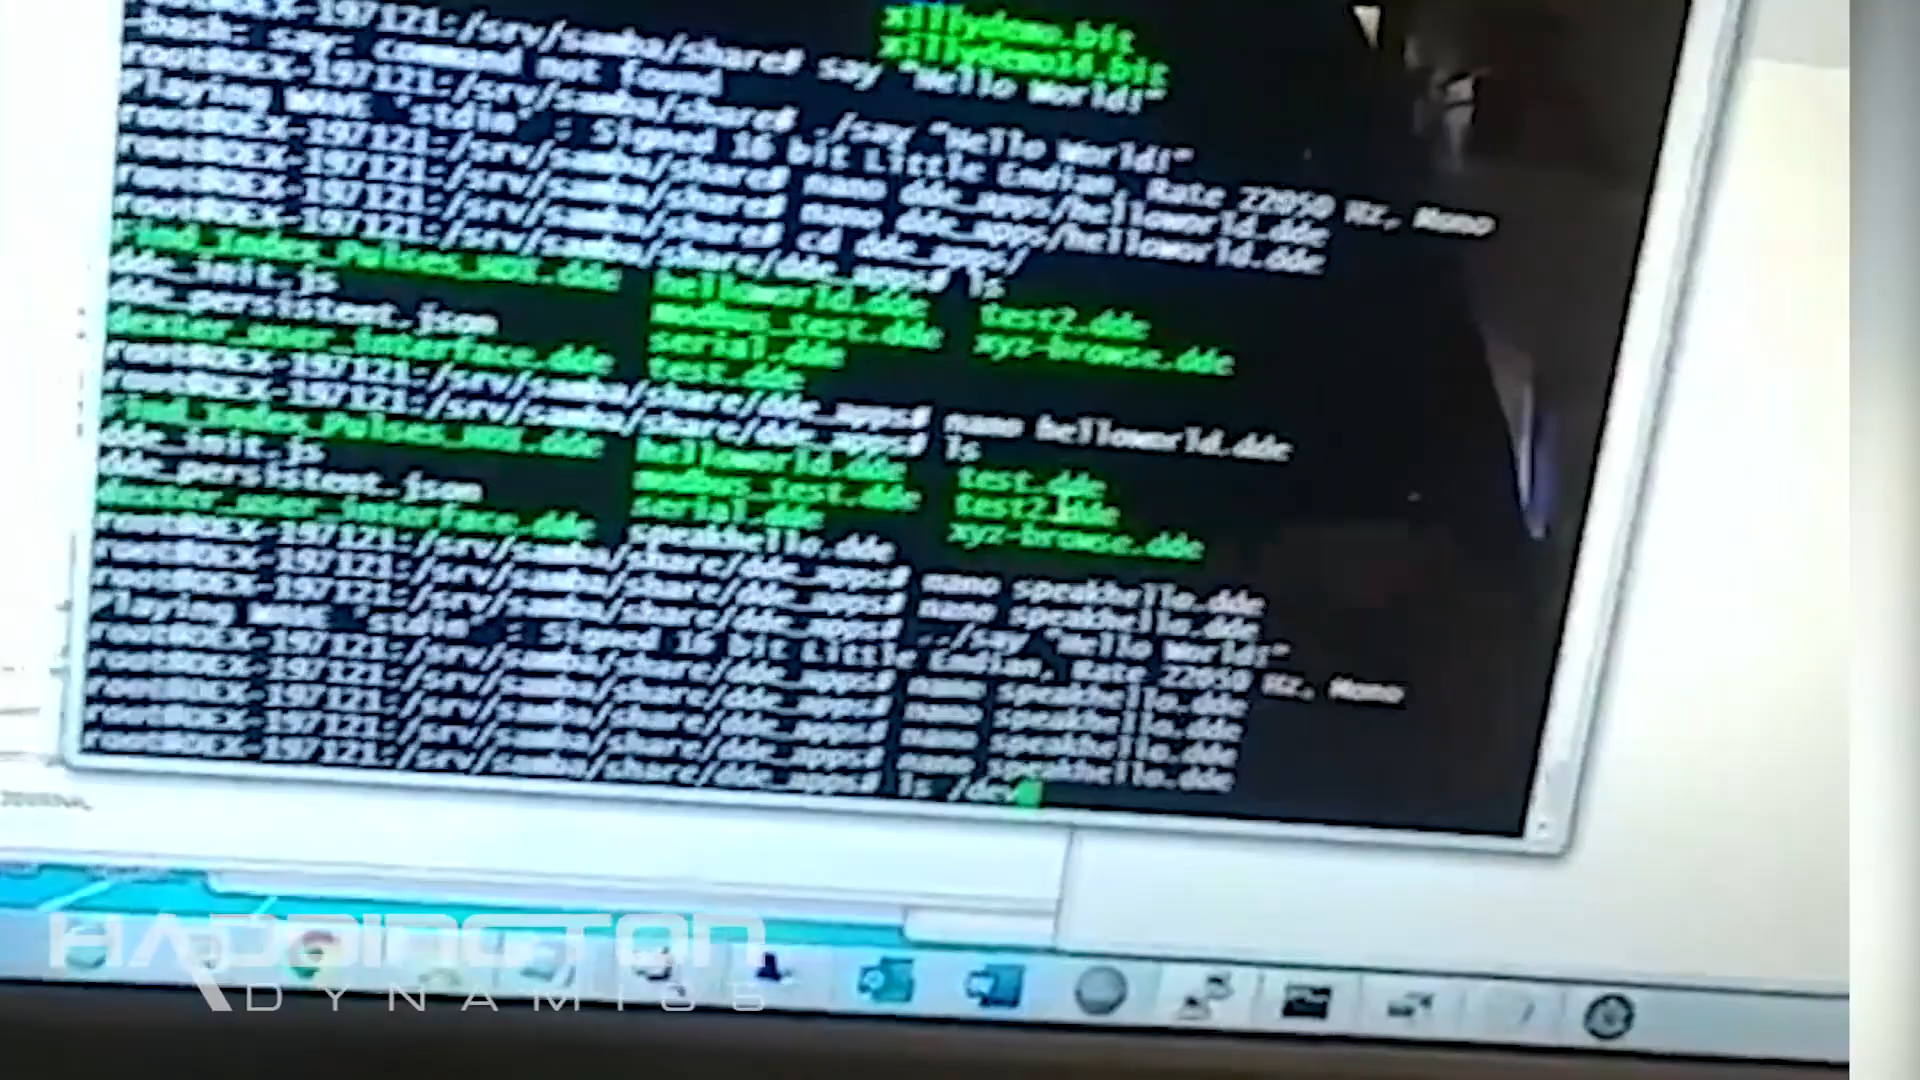 xillydemo.bit
xillydemo14.bit
197121:/srv/samba/share# say "Hello World!"
-bash: say: command not found
root@DEX-197121:/srv/samba/share# ./say "Hello World!"
Playing WAVE 'stdin' : Signed 16 bit Little Endian, Rate 22050 Hz, Mono
root@DEX-197121:/srv/samba/share# nano dde_apps/helloworld.dde
root@DEX-197121:/srv/samba/share# nano dde_apps/helloworld.dde
root@DEX-197121:/srv/samba/share# cd dde_apps/
root@DEX-197121:/srv/samba/share/dde_apps# ls
Find_Index_Pulses_HDI.dde helloworld.dde test2.dde
dde_init.js modbus_test.dde xyz-browse.dde
dde_persistent.json serial.dde
dexter_user_interface.dde test.dde
root@DEX-197121:/srv/samba/share/dde_apps# nano helloworld.dde
root@DEX-197121:/srv/samba/share/dde_apps# ls
Find_Index_Pulses_HDI.dde helloworld.dde test.dde
dde_init.js modbus_test.dde test2.dde
dde_persistent.json serial.dde xyz-browse.dde
dexter_user_interface.dde speakhello.dde
root@DEX-197121:/srv/samba/share/dde_apps# nano speakhello.dde
root@DEX-197121:/srv/samba/share/dde_apps# nano speakhello.dde
root@DEX-197121:/srv/samba/share/dde_apps# ../say "Hello World!"
Playing WAVE 'stdin' : Signed 16 bit Little Endian, Rate 22050 Hz, Mono
root@DEX-197121:/srv/samba/share/dde_apps# nano speakhello.dde
root@DEX-197121:/srv/samba/share/dde_apps# nano speakhello.dde
root@DEX-197121:/srv/samba/share/dde_apps# nano speakhello.dde
root@DEX-197121:/srv/samba/share/dde_apps# nano speakhello.dde
root@DEX-197121:/srv/samba/share/dde_apps# ls /dev
HADDINGTON
DYNAMICS